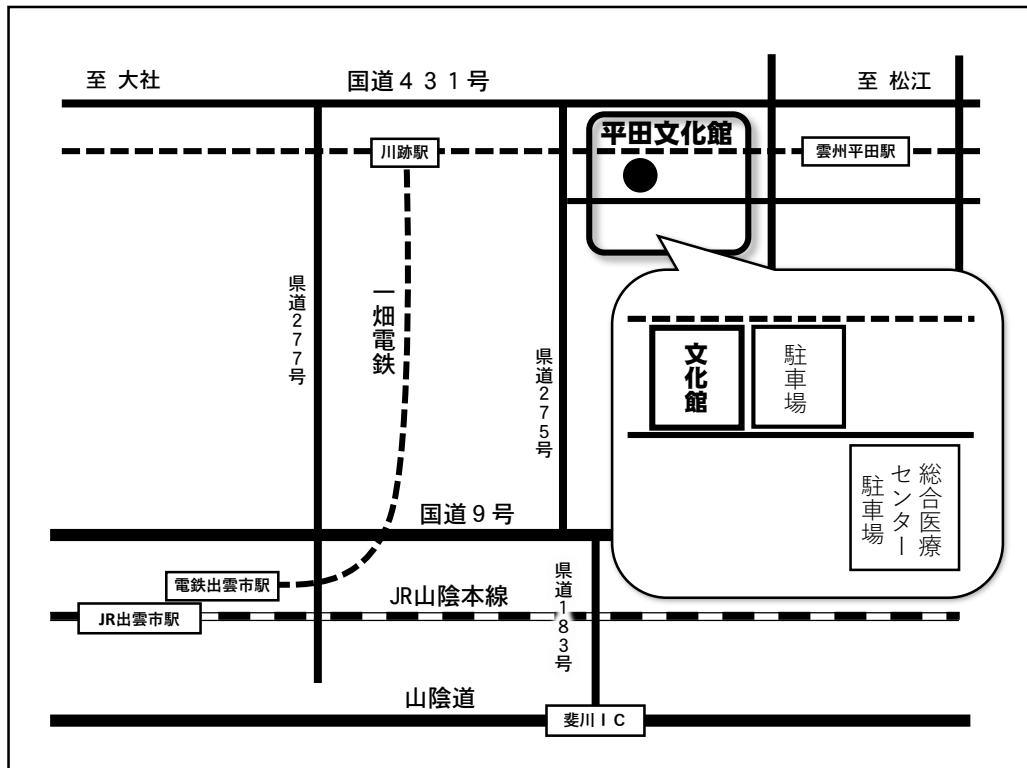 至 大社
国道４３１号
至 松江
平田文化館
川跡駅
雲州平田駅
県道２７７号
一畑電鉄
県道２７５号
文化館
駐車場
総合医療
センター
駐車場
国道９号
電鉄出雲市駅
JR出雲市駅
JR山陰本線
県道１８３号
山陰道
斐川ＩＣ